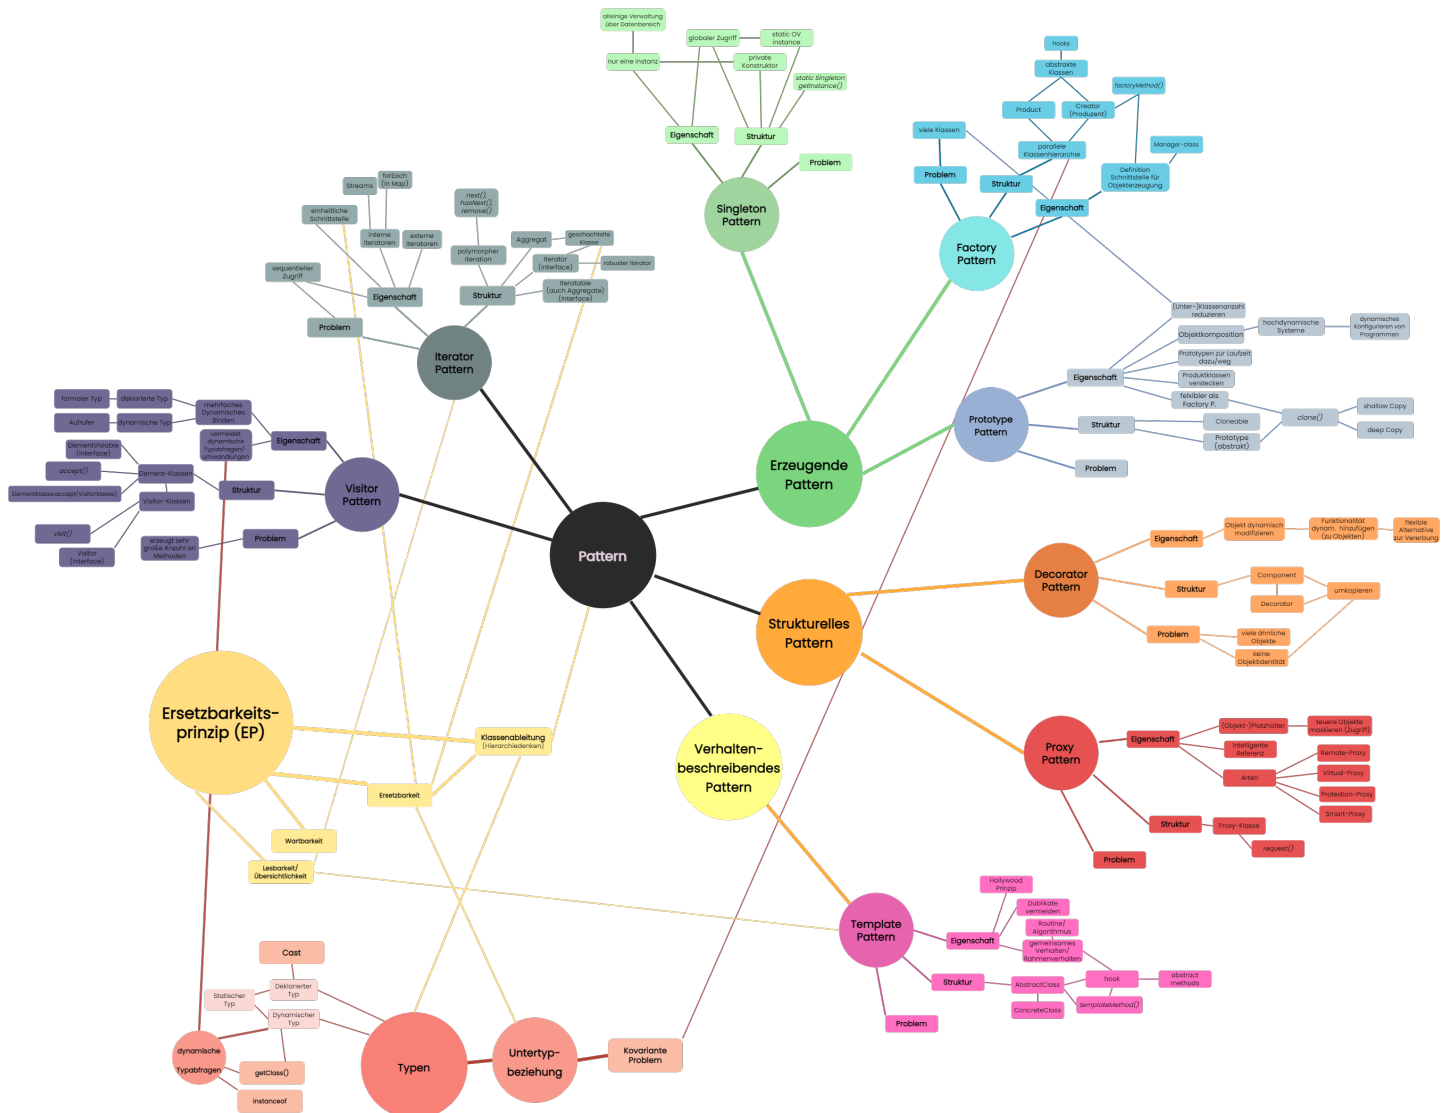 alleinige Verwaltung
über Datenbereich
globaler Zugriff
static OV
instance
nur eine Instanz
private
Konstruktor
static Singleton
getInstance()
Eigenschaft
Struktur
Problem
Singleton
Pattern
hooks
abstrakte
Klassen
factoryMethod()
Product
Creator
(Produzent)
viele Klassen
parallele
Klassenhierarchie
Manager-class
Problem
Struktur
Definition
Schnittstelle für
Objekterzeugung
Eigenschaft
Factory
Pattern
Streams
forEach
(in Map)
einheitliche
Schnittstelle
interne
Iteratoren
externe
Iteratoren
sequentieller
Zugriff
Eigenschaft
Problem
next(),
hasNext(),
remove()
polymorpher
Iteration
Aggregat
geschachtelte
Klasse
Iterator
(Interface)
robuster Iterator
Struktur
Iteratable
(auch Aggregate)
(Interface)
Iterator
Pattern
(Unter-)Klassenanzahl
reduzieren
Objektkomposition
hochdynamische
Systeme
dynamisches
Konfigurieren von
Programmen
Prototypen zur Laufzeit
dazu/weg
Eigenschaft
Produktklassen
verstecken
felxibler als
Factory P.
clone()
shallow Copy
deep Copy
Struktur
Cloneable
Prototype
(abstrakt)
Problem
Prototype
Pattern
formaler Typ
deklarierte Typ
mehrfaches
Dynamisches
Binden
Aufrufer
dynamische Typ
vermeidet
dynamische
Typabfragen/-
umwandlungen
Eigenschaft
ElementVisiable
(Interface)
accept()
Element-Klassen
Elementklasse.accept(Visitorklasse)
Visitor-Klassen
Struktur
visit()
Visitor
(Interface)
erzeugt sehr
große Anzahl an
Methoden
Problem
Visitor
Pattern
Erzeugende
Pattern
Pattern
Strukturelles
Pattern
Decorator
Pattern
Eigenschaft
Objekt dynamisch
modifizieren
Funktionalität
dynam. hinzufügen
(zu Objekten)
flexible
Alternative
zur Vererbung
Struktur
Component
Decorator
umkopieren
Problem
viele ähnliche
Objekte
keine
Objektidentität
Verhalten-
beschreibendes
Pattern
Proxy
Pattern
Eigenschaft
(Objekt-)Platzhalter
teuere Objekte
maskieren (Zugriff)
Intelligente
Referenz
Arten
Remote-Proxy
Virtual-Proxy
Protextion-Proxy
Smart-Proxy
Struktur
Proxy-Klasse
request()
Problem
Ersetzbarkeits-
prinzip (EP)
Klassenableitung
(Hierarchiedenken)
Ersetzbarkeit
Wartbarkeit
Lesbarkeit/
Übersichtlichkeit
Template
Pattern
Hollywood
Prinzip
Dublikate
vermeiden
Routine/
Algorithmus
Eigenschaft
gemeinsames
Verhalten/
Rahmenverhalten
Struktur
AbstractClass
hook
abstract
methods
ConcreteClass
templateMethod()
Problem
Cast
Statischer
Typ
Deklarierter
Typ
Dynamischer
Typ
dynamische
Typabfragen
getClass()
instanceof
Typen
Untertyp-
beziehung
Kovariante
Problem